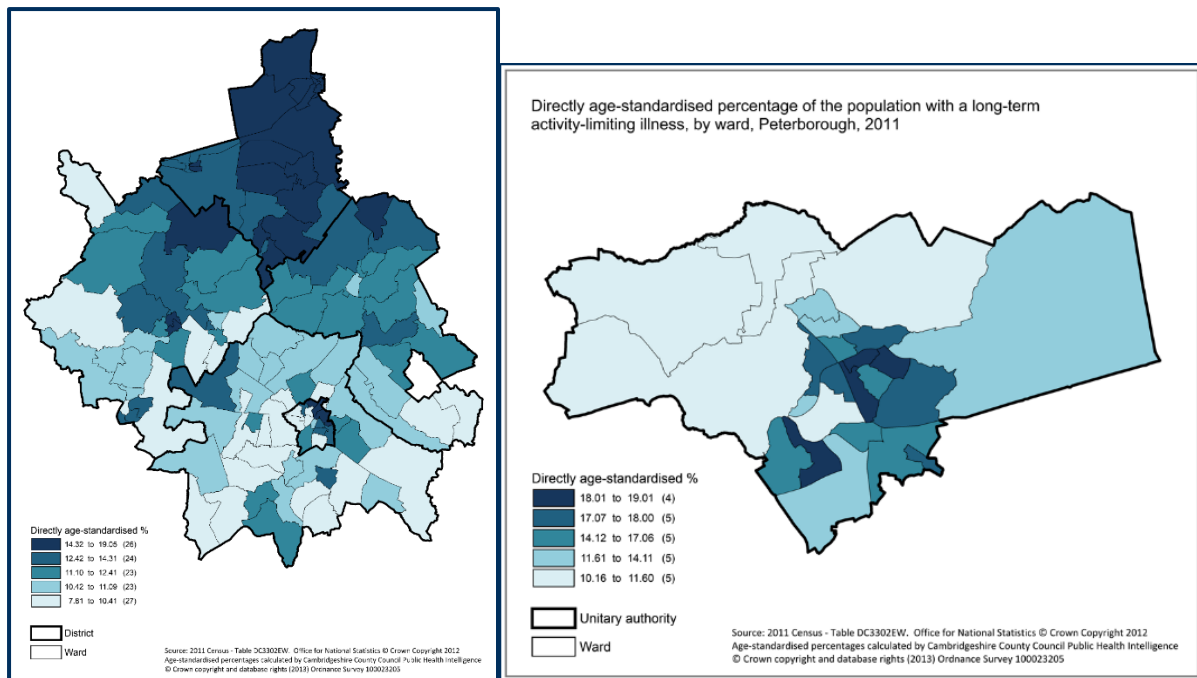 Directly age-standardised %
14.32 to 19.05 (26)
12.42 to 14.31 (24)
11.10 to 12.41 (23)
10.42 to 11.09 (23)
7.81 to 10.41 (27)
District
Ward
Source: 2011 Census - Table DC3302EW. Office for National Statistics © Crown Copyright 2012
Age-standardised percentages calculated by Cambridgeshire County Council Public Health Intelligence
© Crown copyright and database rights (2013) Ordnance Survey 100023205
Directly age-standardised percentage of the population with a long-term
activity-limiting illness, by ward, Peterborough, 2011
Directly age-standardised %
18.01 to 19.01 (4)
17.07 to 18.00 (5)
14.12 to 17.06 (5)
11.61 to 14.11 (5)
10.16 to 11.60 (5)
Unitary authority
Ward
Source: 2011 Census - Table DC3302EW. Office for National Statistics © Crown Copyright 2012
Age-standardised percentages calculated by Cambridgeshire County Council Public Health Intelligence
© Crown copyright and database rights (2013) Ordnance Survey 100023205